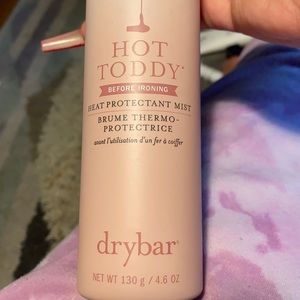 HOT
TODDY™
BEFORE IRONING
HEAT PROTECTANT MIST
BRUME THERMO-
PROTECTRICE
avant l'utilisation d'un fer à coiffer
drybar®
NET WT 130 g / 4.6 OZ